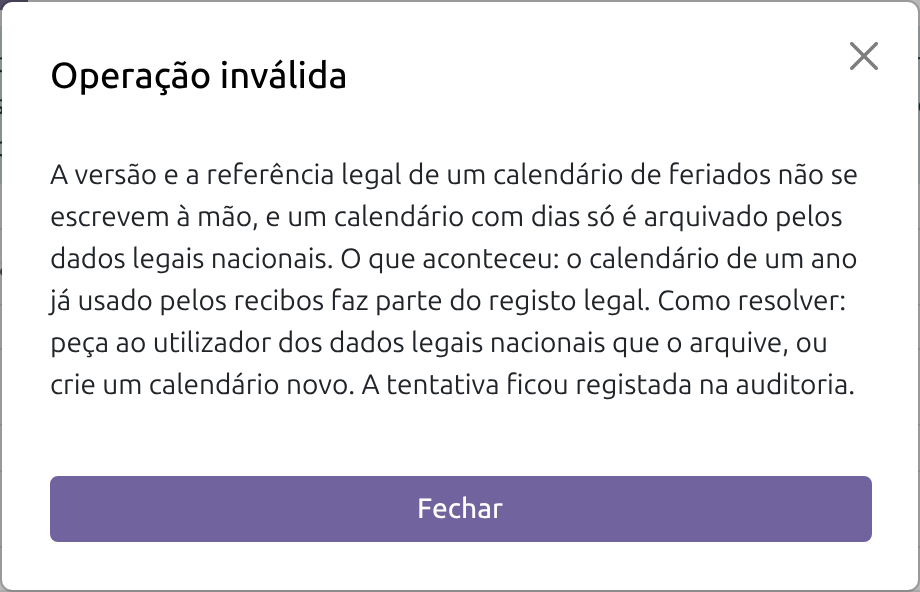 Operação inválida
A versão e a referência legal de um calendário de feriados não se
escrevem à mão, e um calendário com dias só é arquivado pelos
dados legais nacionais. O que aconteceu: o calendário de um ano
já usado pelos recibos faz parte do registo legal. Como resolver:
peça ao utilizador dos dados legais nacionais que o arquive, ou
crie um calendário novo. A tentativa ficou registada na auditoria.
Fechar